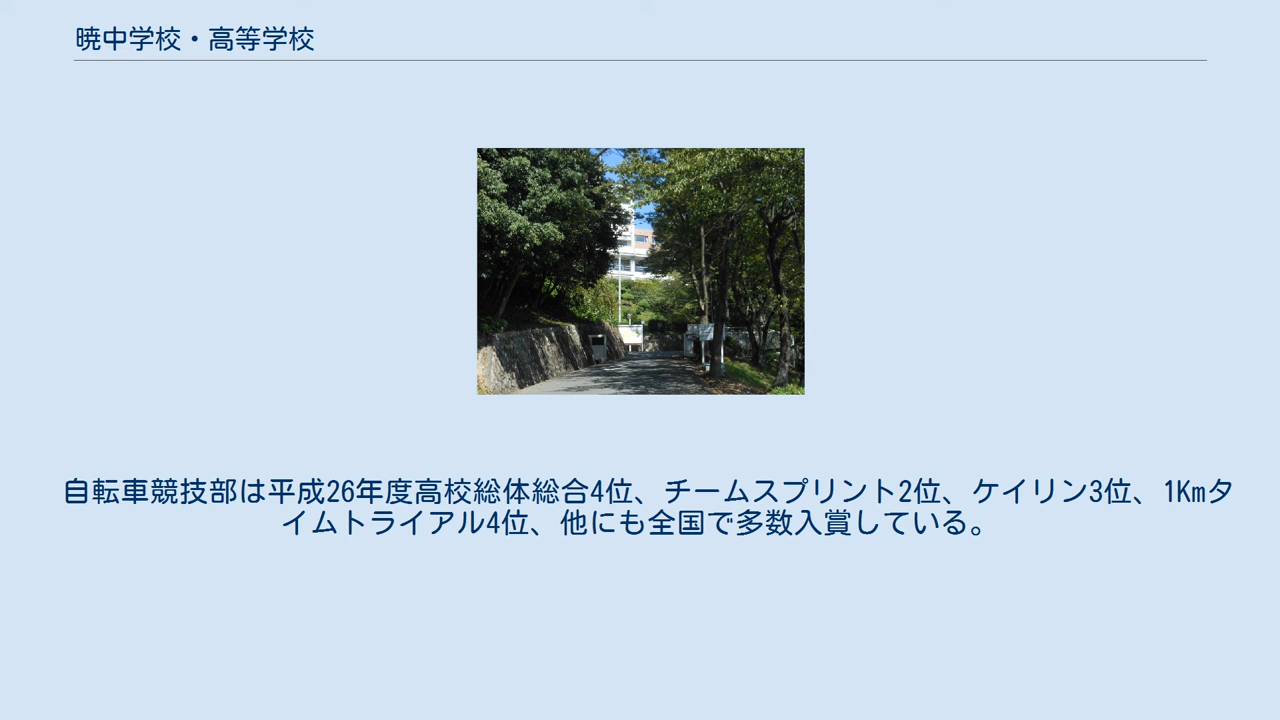 暁中学校・高等学校
自転車競技部は平成26年度高校総体総合4位、チームスプリント2位、ケイリン3位、1Kmタ
イムトライアル4位、他にも全国で多数入賞している。